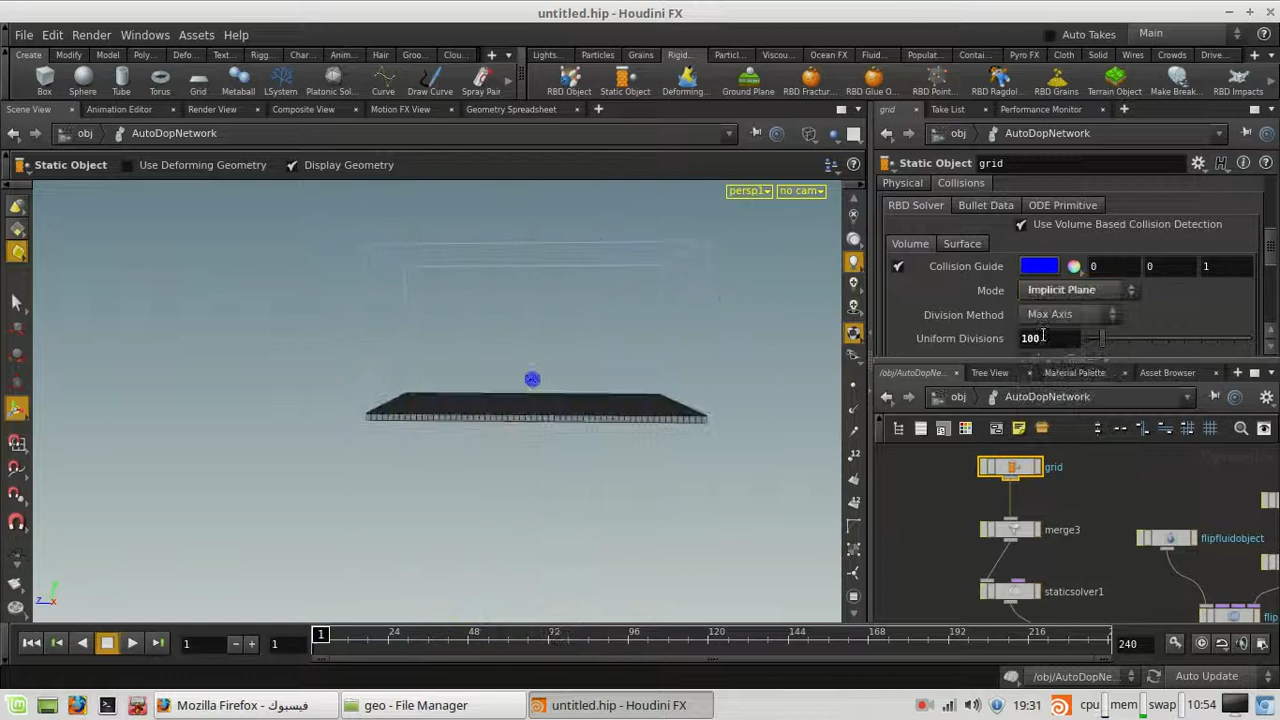 untitled.hip - Houdini FX
File Edit Render Windows Assets Help
Auto Takes Main
Create Modify Model Poly... Defo... Textu... Rigg... Char... Anim... Hair Groo... Clou...
Lights... Particles Grains Rigid... Particl... Viscou... Ocean FX Fluid... Populat... Contai... Pyro FX Cloth Solid Wires Crowds Drive...
Box Sphere Tube Torus Grid Metaball LSystem Platonic Sol... Curve Draw Curve Spray Pair
RBD Object Static Object Deforming... Ground Plane RBD Fractur... RBD Glue O... RBD Point... RBD Ragdol... RBD Grains Terrain Object Make Break... RBD Impacts
Scene View Animation Editor Render View Composite View Motion FX View Geometry Spreadsheet
grid Take List Performance Monitor
obj AutoDopNetwork
obj AutoDopNetwork
Static Object Use Deforming Geometry Display Geometry
Static Object grid
Physical Collisions
persp1 no cam
RBD Solver Bullet Data ODE Primitive
Use Volume Based Collision Detection
Volume Surface
Collision Guide 0 0 1
Mode Implicit Plane
Division Method Max Axis
Uniform Divisions 100
/obj/AutoDopNe... Tree View Material Palette Asset Browser
obj AutoDopNetwork
12
12
grid
merge3
flipfluidobject
staticsolver1
flip
z x
1 1 1 24 48 72 96 120 144 168 192 216 2 240
/obj/AutoDopNe... Auto Update
Mozilla Firefox - فيسبوك geo - File Manager untitled.hip - Houdini FX 19:31 cpu mem swap 10:54